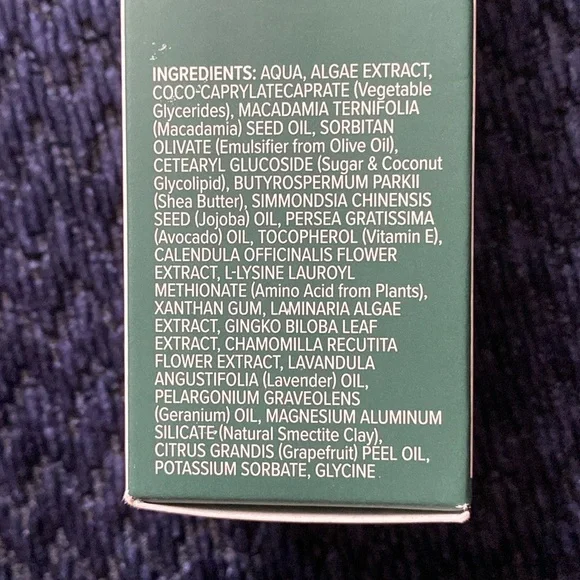 INGREDIENTS: AQUA, ALGAE EXTRACT,
COCO-CAPRYLATECAPRATE (Vegetable
Glycerides), MACADAMIA TERNIFOLIA
(Macadamia) SEED OIL, SORBITAN
OLIVATE (Emulsifier from Olive Oil),
CETEARYL GLUCOSIDE (Sugar & Coconut
Glycolipid), BUTYROSPERMUM PARKII
(Shea Butter), SIMMONDSIA CHINENSIS
SEED (Jojoba) OIL, PERSEA GRATISSIMA
(Avocado) OIL, TOCOPHEROL (Vitamin E),
CALENDULA OFFICINALIS FLOWER
EXTRACT, L-LYSINE LAUROYL
METHIONATE (Amino Acid from Plants),
XANTHAN GUM, LAMINARIA ALGAE
EXTRACT, GINGKO BILOBA LEAF
EXTRACT, CHAMOMILLA RECUTITA
FLOWER EXTRACT, LAVANDULA
ANGUSTIFOLIA (Lavender) OIL,
PELARGONIUM GRAVEOLENS
(Geranium) OIL, MAGNESIUM ALUMINUM
SILICATE (Natural Smectite Clay),
CITRUS GRANDIS (Grapefruit) PEEL OIL,
POTASSIUM SORBATE, GLYCINE